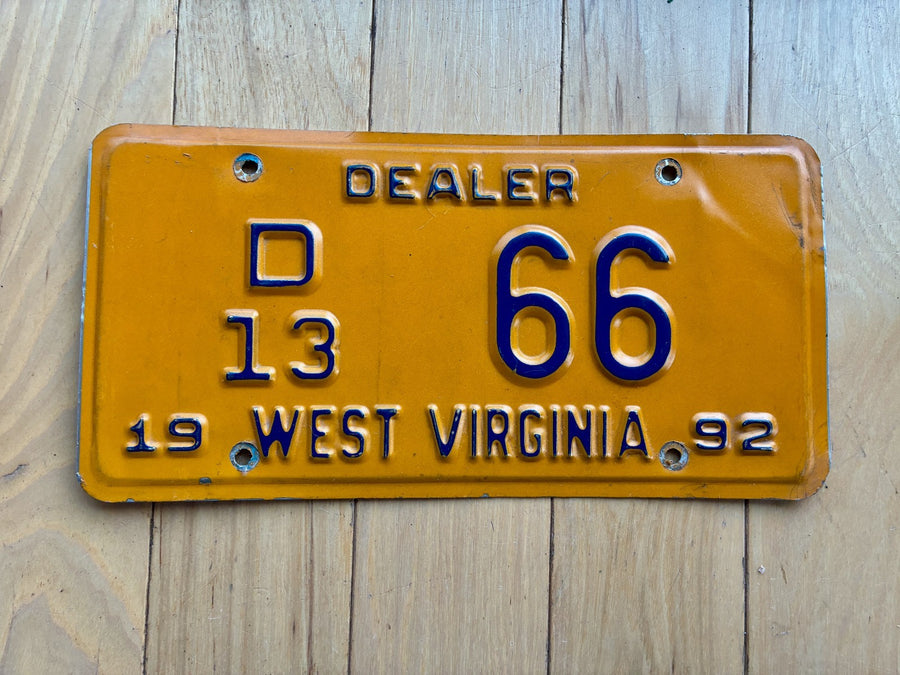 DEALER
D 66
13
19 WEST VIRGINIA 92